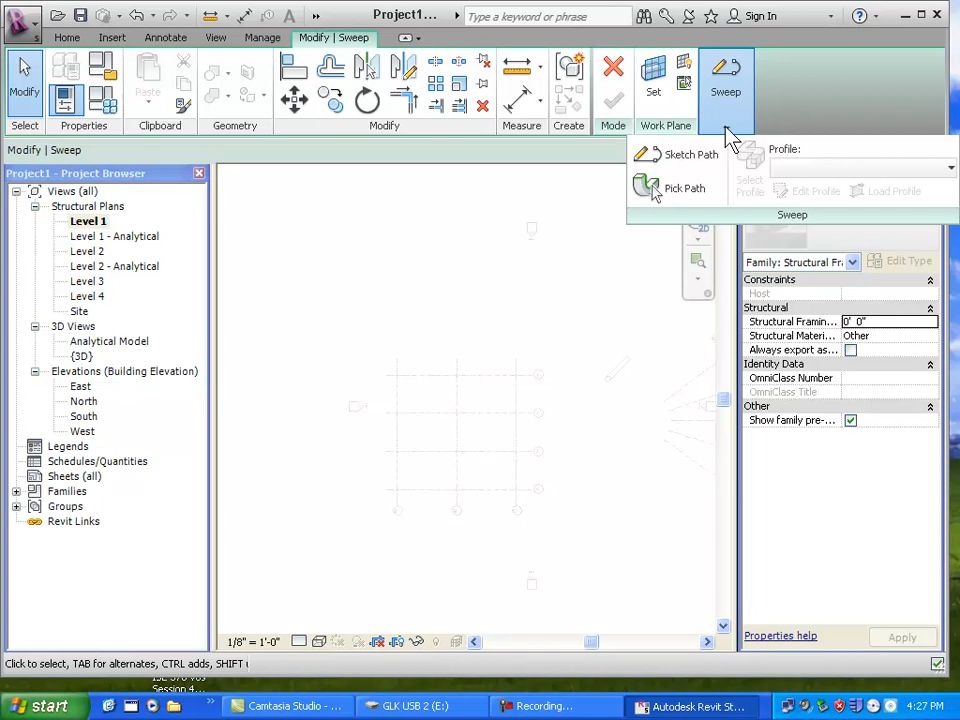 Project1...
Type a keyword or phrase
Sign In
Home
Insert
Annotate
View
Manage
Modify | Sweep
Modify
Paste
Set
Sweep
Select
Properties
Clipboard
Geometry
Modify
Measure
Create
Mode
Work Plane
Modify | Sweep
Sketch Path
Pick Path
Select
Profile
Profile:
Edit Profile
Load Profile
Sweep
Project1 - Project Browser
Views (all)
Structural Plans
Level 1
Level 1 - Analytical
Level 2
Level 2 - Analytical
Level 3
Level 4
Site
3D Views
Analytical Model
{3D}
Elevations (Building Elevation)
East
North
South
West
Legends
Schedules/Quantities
Sheets (all)
Families
Groups
Revit Links
2D
Family: Structural Fr
Edit Type
Constraints
Host
Structural
Structural Framin...
0' 0"
Structural Materi...
Other
Always export as...
Identity Data
OmniClass Number
OmniClass Title
Other
Show family pre-...
1/8" = 1'-0"
Properties help
Apply
Click to select, TAB for alternates, CTRL adds, SHIFT u
Session 4...
start
Camtasia Studio - ...
GLK USB 2 (E:)
Recording...
Autodesk Revit St...
4:27 PM